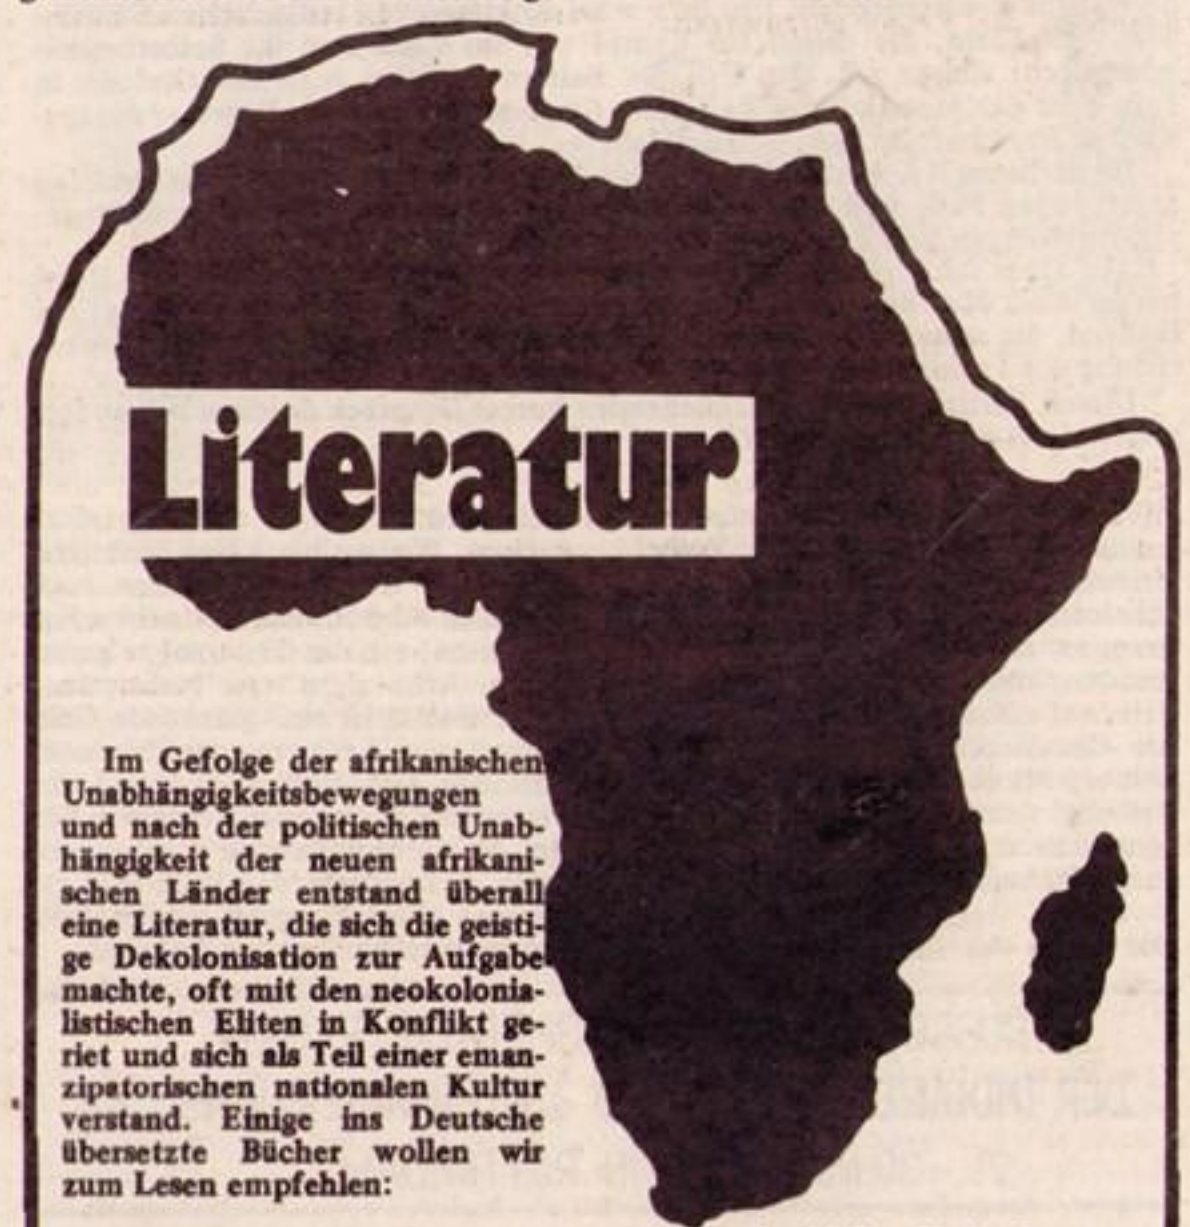 Literatur
Im Gefolge der afrikanischen
Unabhängigkeitsbewegungen
und nach der politischen Unab-
hängigkeit der neuen afrikani-
schen Länder entstand überall
eine Literatur, die sich die geisti-
ge Dekolonisation zur Aufgabe
machte, oft mit den neokolonia-
listischen Eliten in Konflikt ge-
riet und sich als Teil einer eman-
zipatorischen nationalen Kultur
verstand. Einige ins Deutsche
übersetzte Bücher wollen wir
zum Lesen empfehlen: